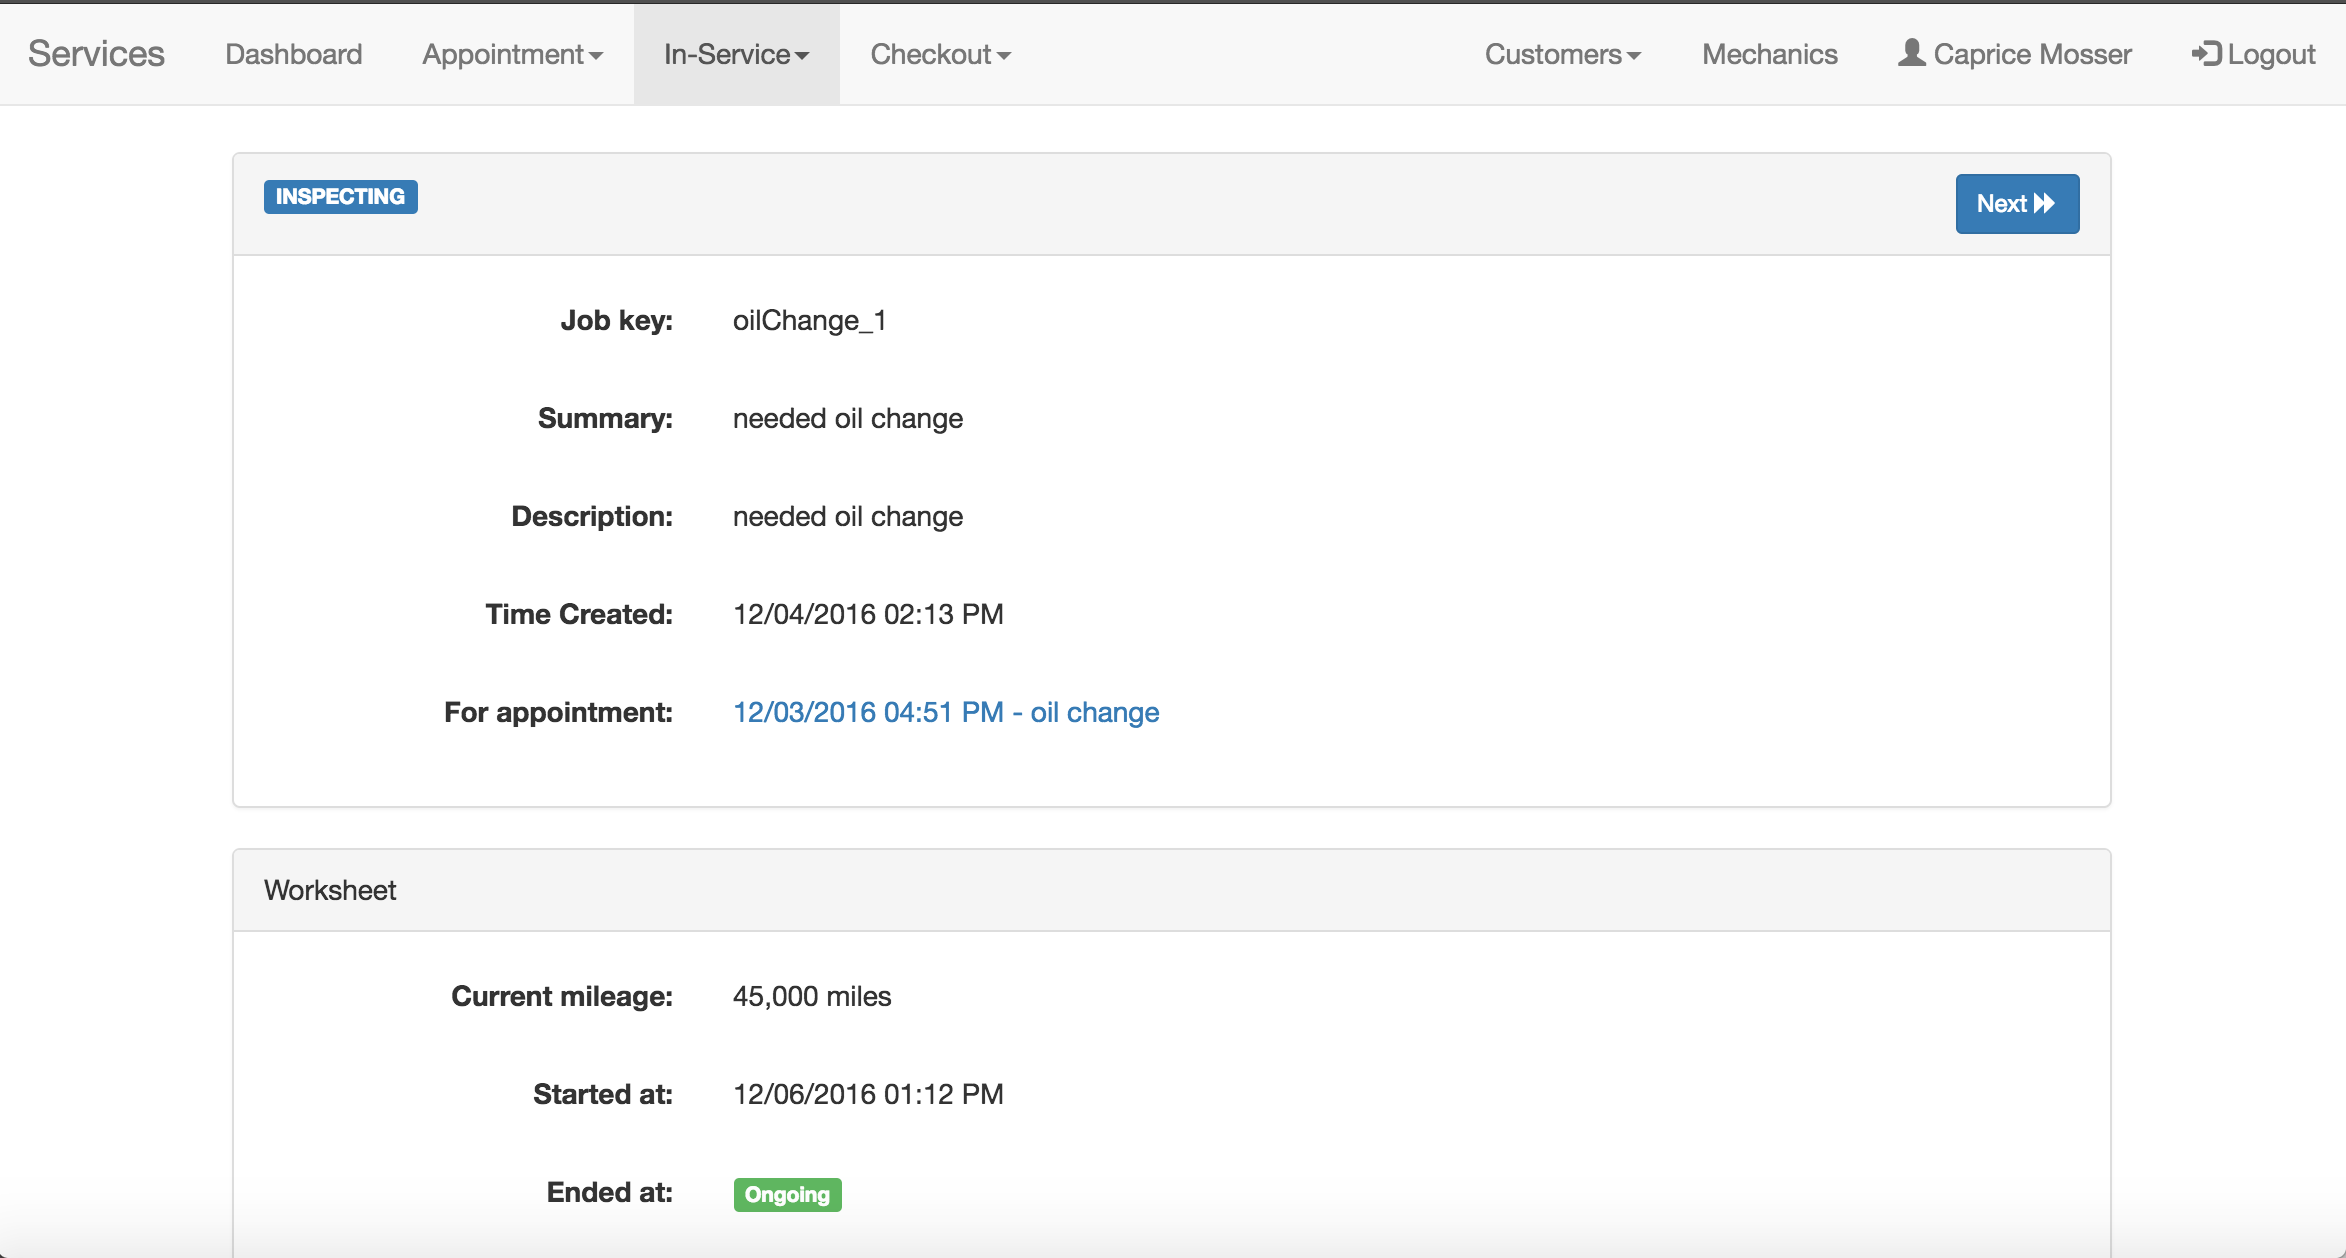 Services Dashboard Appointment In-Service Checkout Customers Mechanics Caprice Mosser Logout
INSPECTING Next
Job key: oilChange_1
Summary: needed oil change
Description: needed oil change
Time Created: 12/04/2016 02:13 PM
For appointment: 12/03/2016 04:51 PM - oil change
Worksheet
Current mileage: 45,000 miles
Started at: 12/06/2016 01:12 PM
Ended at: Ongoing